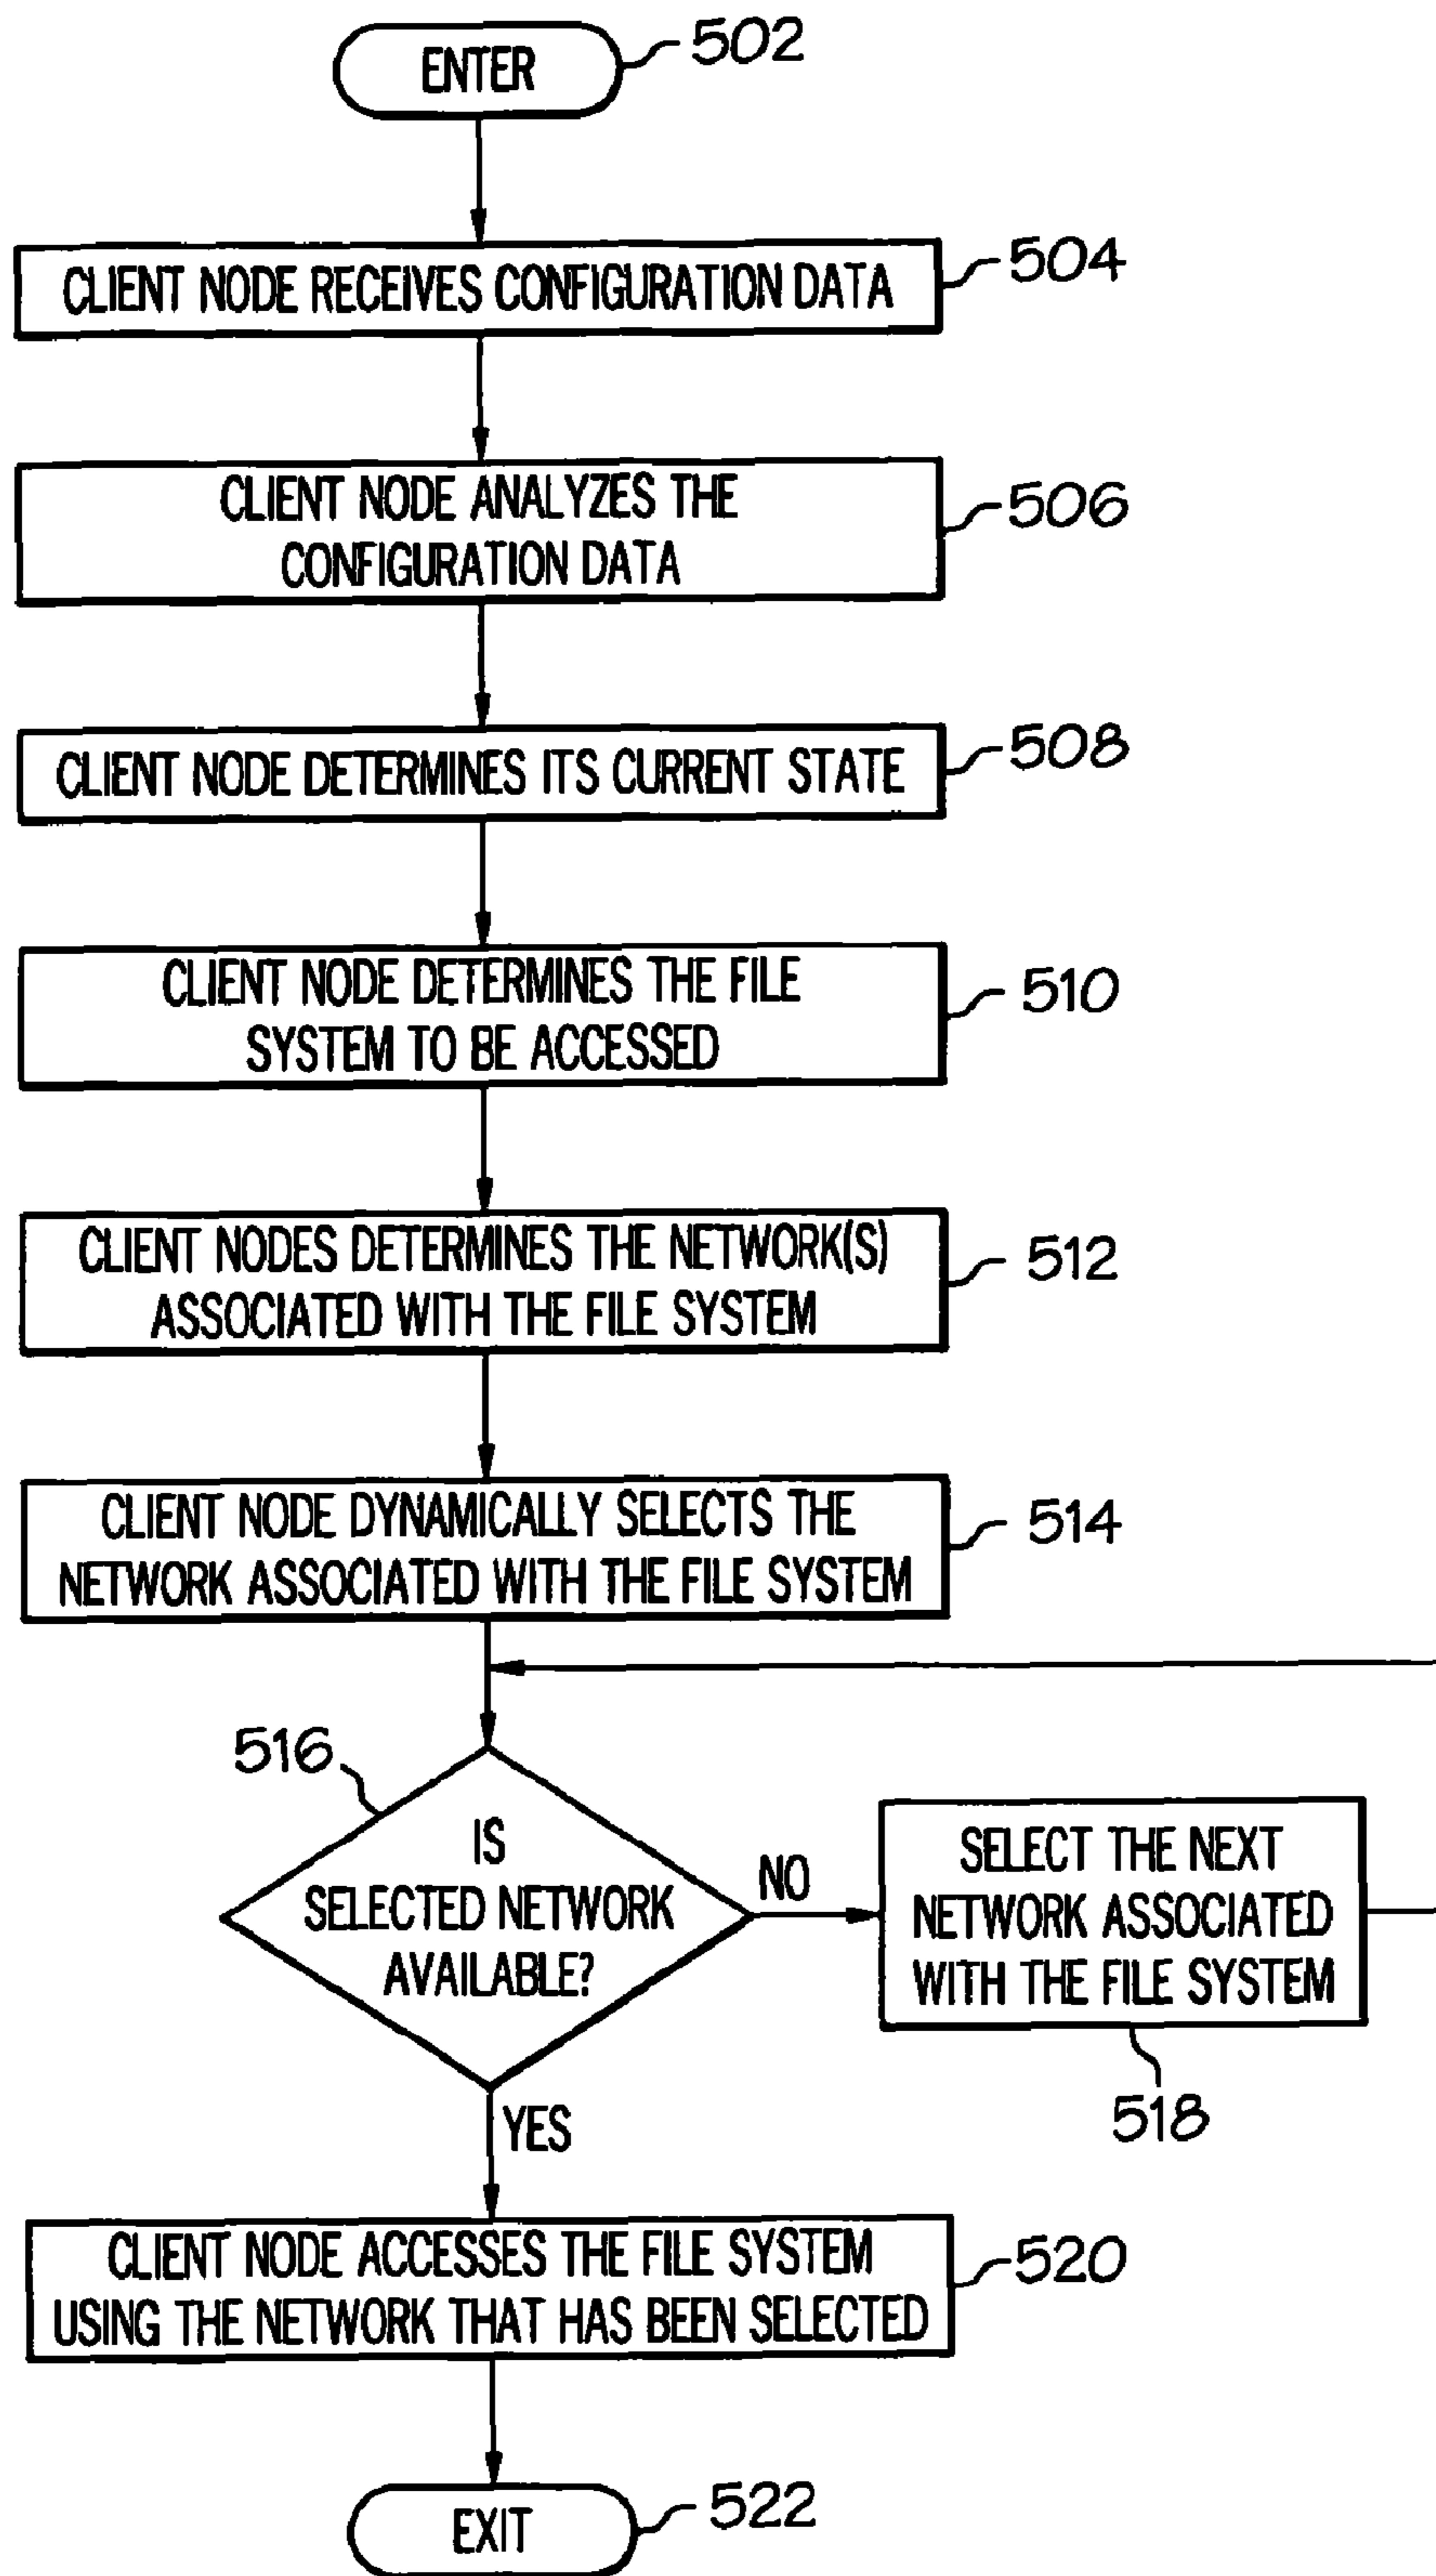 ENTER
502
CLIENT NODE RECEIVES CONFIGURATION DATA
504
CLIENT NODE ANALYZES THE
CONFIGURATION DATA
506
CLIENT NODE DETERMINES ITS CURRENT STATE
508
CLIENT NODE DETERMINES THE FILE
SYSTEM TO BE ACCESSED
510
CLIENT NODES DETERMINES THE NETWORK(S)
ASSOCIATED WITH THE FILE SYSTEM
512
CLIENT NODE DYNAMICALLY SELECTS THE
NETWORK ASSOCIATED WITH THE FILE SYSTEM
514
516
IS
SELECTED NETWORK
AVAILABLE?
NO
SELECT THE NEXT
NETWORK ASSOCIATED
WITH THE FILE SYSTEM
518
YES
CLIENT NODE ACCESSES THE FILE SYSTEM
USING THE NETWORK THAT HAS BEEN SELECTED
520
EXIT
522